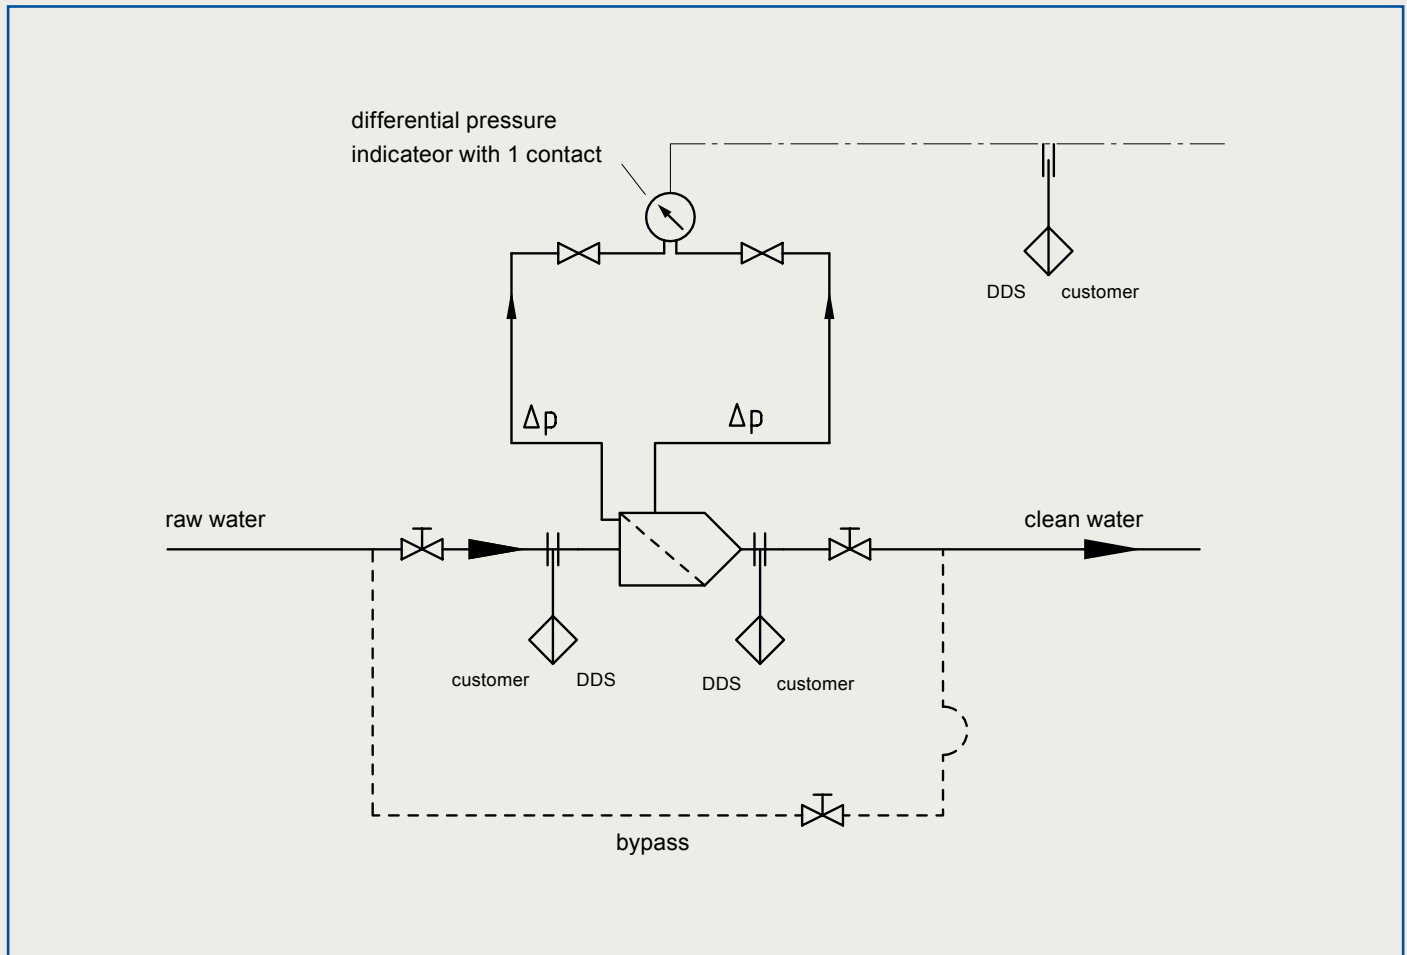 differential pressure
indicateor with 1 contact
DDS customer
Δp Δp
raw water
clean water
customer DDS
DDS customer
bypass